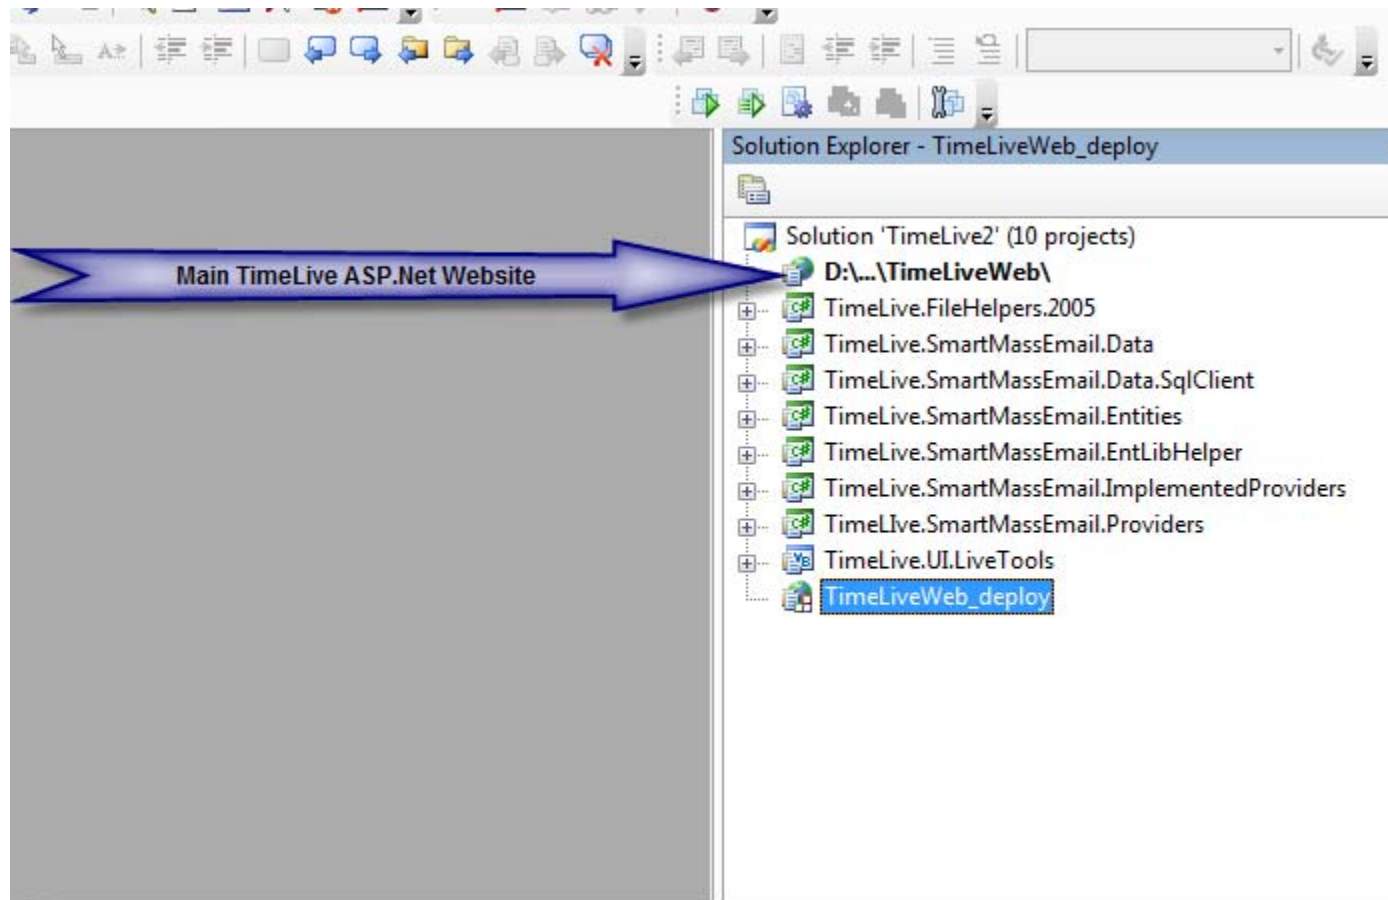 Solution Explorer - TimeLiveWeb_deploy
Solution 'TimeLive2' (10 projects)
Main TimeLive ASP.Net Website
D:\...\TimeLiveWeb\
TimeLive.FileHelpers.2005
TimeLive.SmartMassEmail.Data
TimeLive.SmartMassEmail.Data.SqlClient
TimeLive.SmartMassEmail.Entities
TimeLive.SmartMassEmail.EntLibHelper
TimeLive.SmartMassEmail.ImplementedProviders
TimeLIve.SmartMassEmail.Providers
TimeLive.UI.LiveTools
TimeLiveWeb_deploy